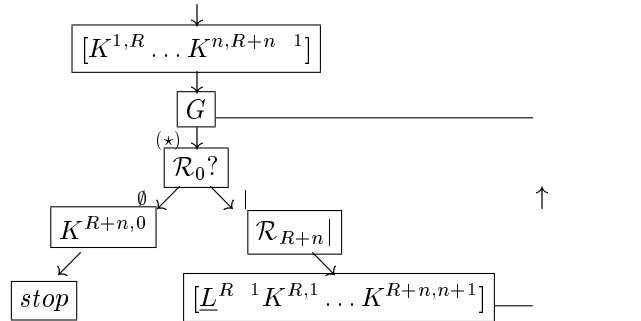 [K^{1,R} … K^{n,R+n 1}]
G
(⋆)
ℛ_0?
∅ |
K^{R+n,0} ℛ_{R+n}|
stop [L̲^{R 1}K^{R,1} … K^{R+n,n+1}]